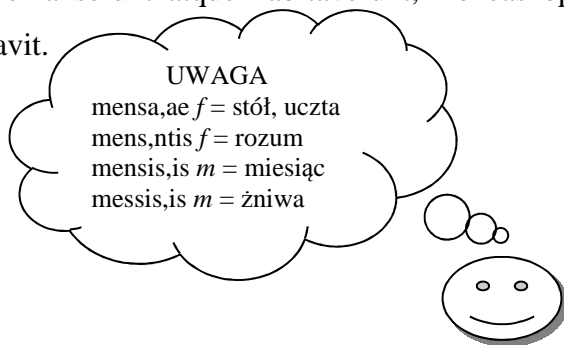 avit.
UWAGA
mensa,ae f = stół, uczta
mens,ntis f = rozum
mensis,is m = miesiąc
messis,is m = żniwa